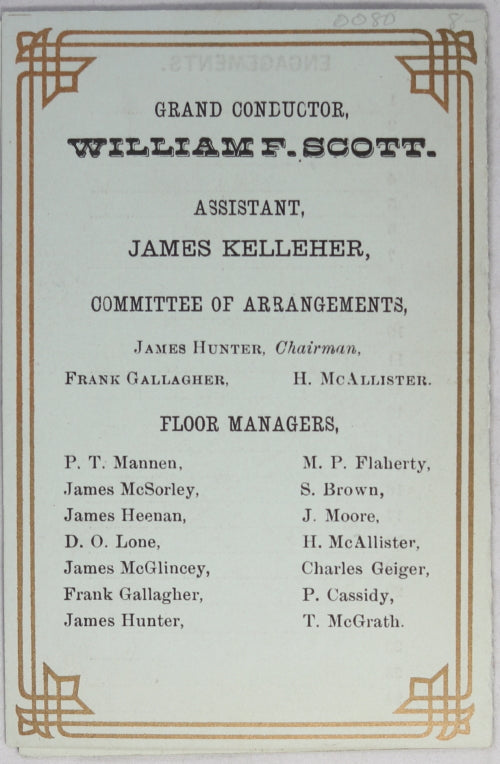 0080 8-
ENGAGEMENTS.
GRAND CONDUCTOR,
WILLIAM F. SCOTT.
ASSISTANT,
JAMES KELLEHER,
COMMITTEE OF ARRANGEMENTS,
JAMES HUNTER, Chairman,
FRANK GALLAGHER, H. MCALLISTER.
FLOOR MANAGERS,
P. T. Mannen, M. P. Flaherty,
James McSorley, S. Brown,
James Heenan, J. Moore,
D. O. Lone, H. McAllister,
James McGlincey, Charles Geiger,
Frank Gallagher, P. Cassidy,
James Hunter, T. McGrath.